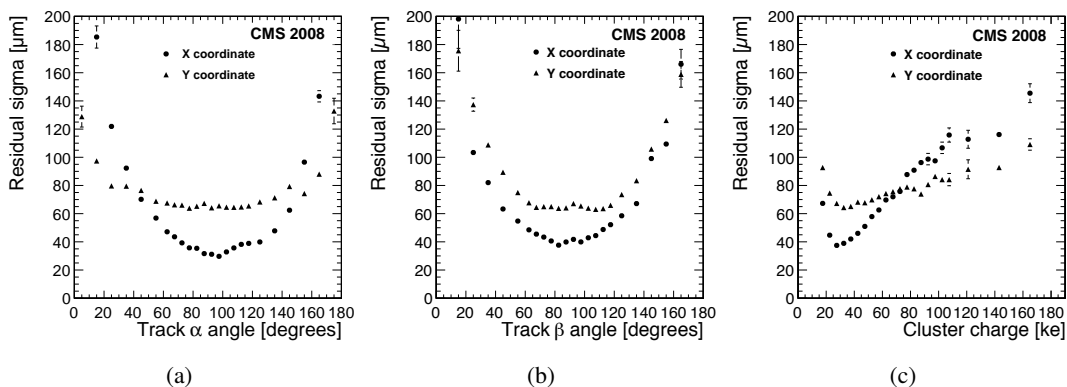 Residual sigma [μm]
200
180
160
140
120
100
80
60
40
20
0
CMS 2008
X coordinate
Y coordinate
0 20 40 60 80 100 120 140 160 180
Track α angle [degrees]
(a)
Residual sigma [μm]
200
180
160
140
120
100
80
60
40
20
0
CMS 2008
X coordinate
Y coordinate
0 20 40 60 80 100 120 140 160 180
Track β angle [degrees]
(b)
Residual sigma [μm]
200
180
160
140
120
100
80
60
40
20
0
CMS 2008
X coordinate
Y coordinate
0 20 40 60 80 100 120 140 160 180
Cluster charge [ke]
(c)